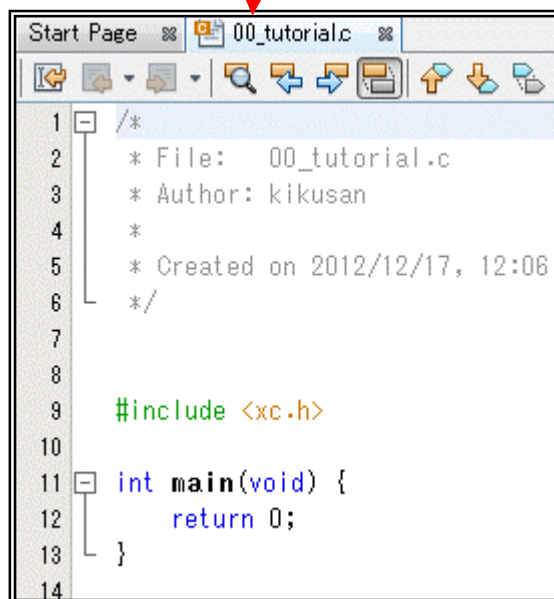 Start Page 00_tutorial.c
1 /*
2  * File:   00_tutorial.c
3  * Author: kikusan
4  *
5  * Created on 2012/12/17, 12:06
6  */
7
8
9 #include <xc.h>
10
11 int main(void) {
12     return 0;
13 }
14